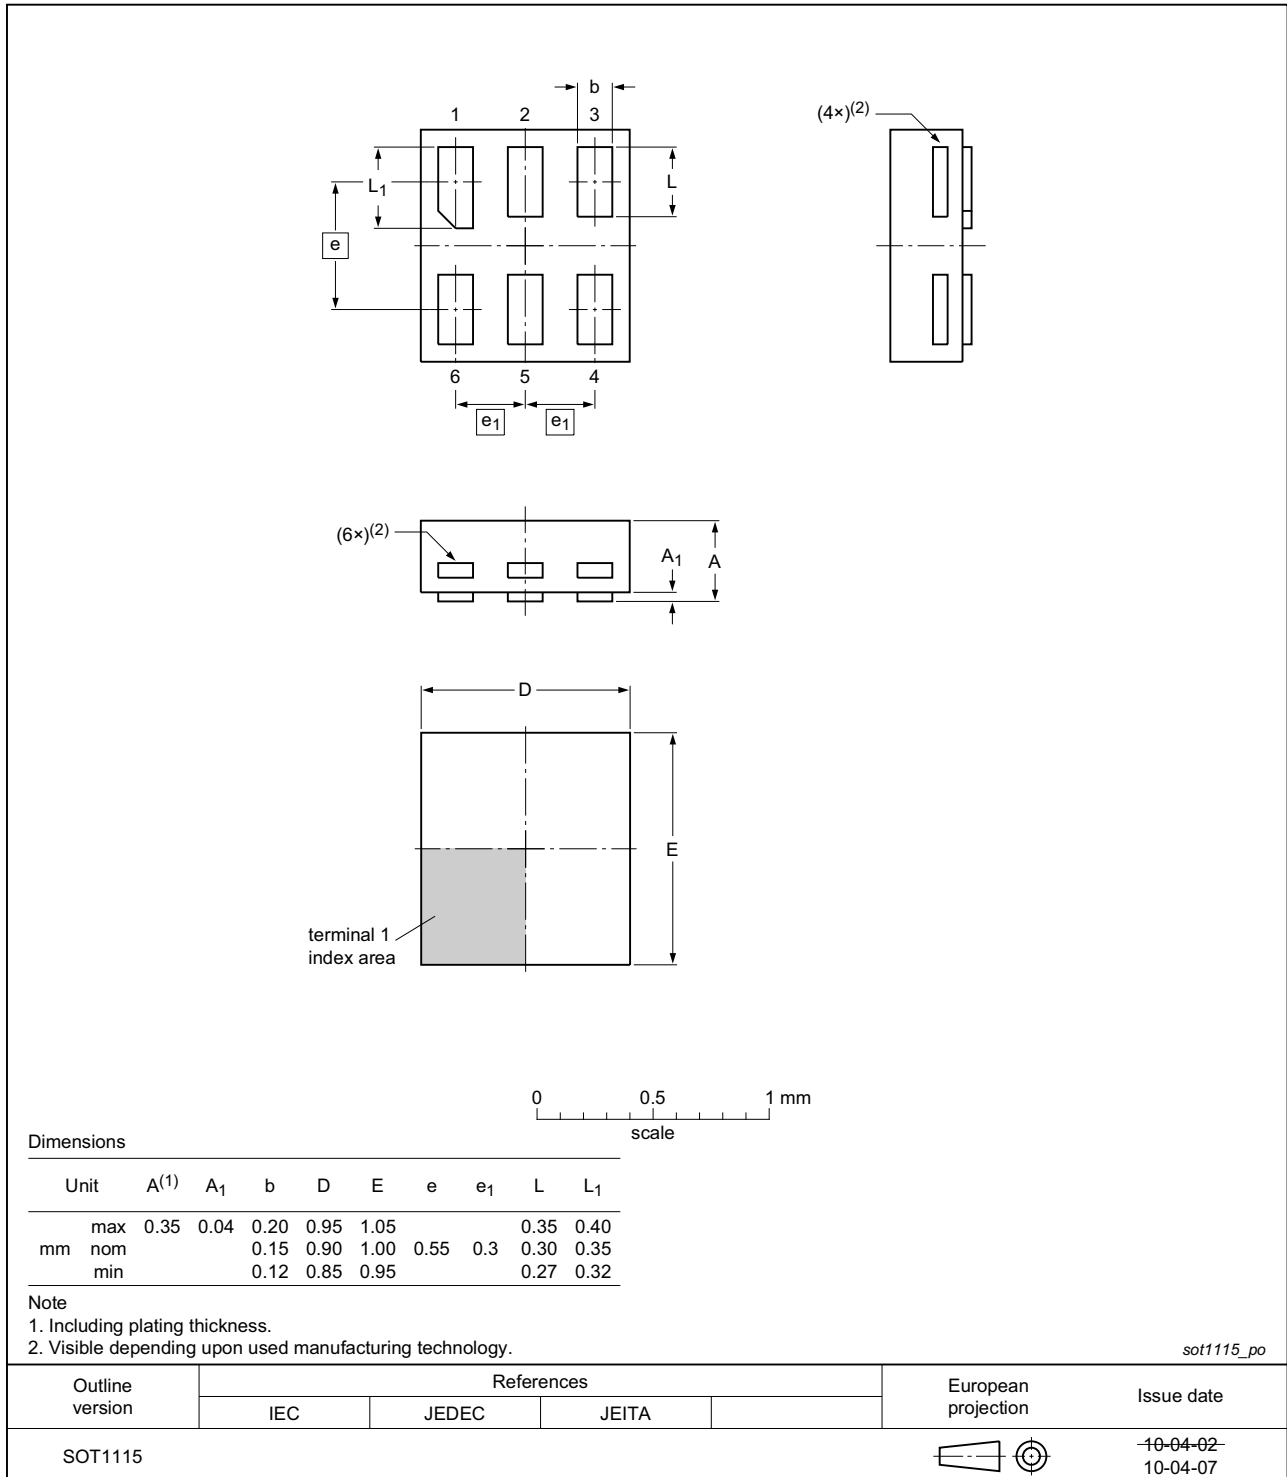 b
1 2 3
(4×)(2)
L1
L
e
6 5 4
e1 e1
(6×)(2)
A1 A
D
E
terminal 1
index area
0 0.5 1 mm
scale
Dimensions
Unit A(1) A1 b D E e e1 L L1
max 0.35 0.04 0.20 0.95 1.05 0.35 0.40
mm nom 0.15 0.90 1.00 0.55 0.3 0.30 0.35
min 0.12 0.85 0.95 0.27 0.32
Note
1. Including plating thickness.
2. Visible depending upon used manufacturing technology.
sot1115_po
Outline
version
References
IEC JEDEC JEITA
European
projection
Issue date
SOT1115
10-04-02
10-04-07